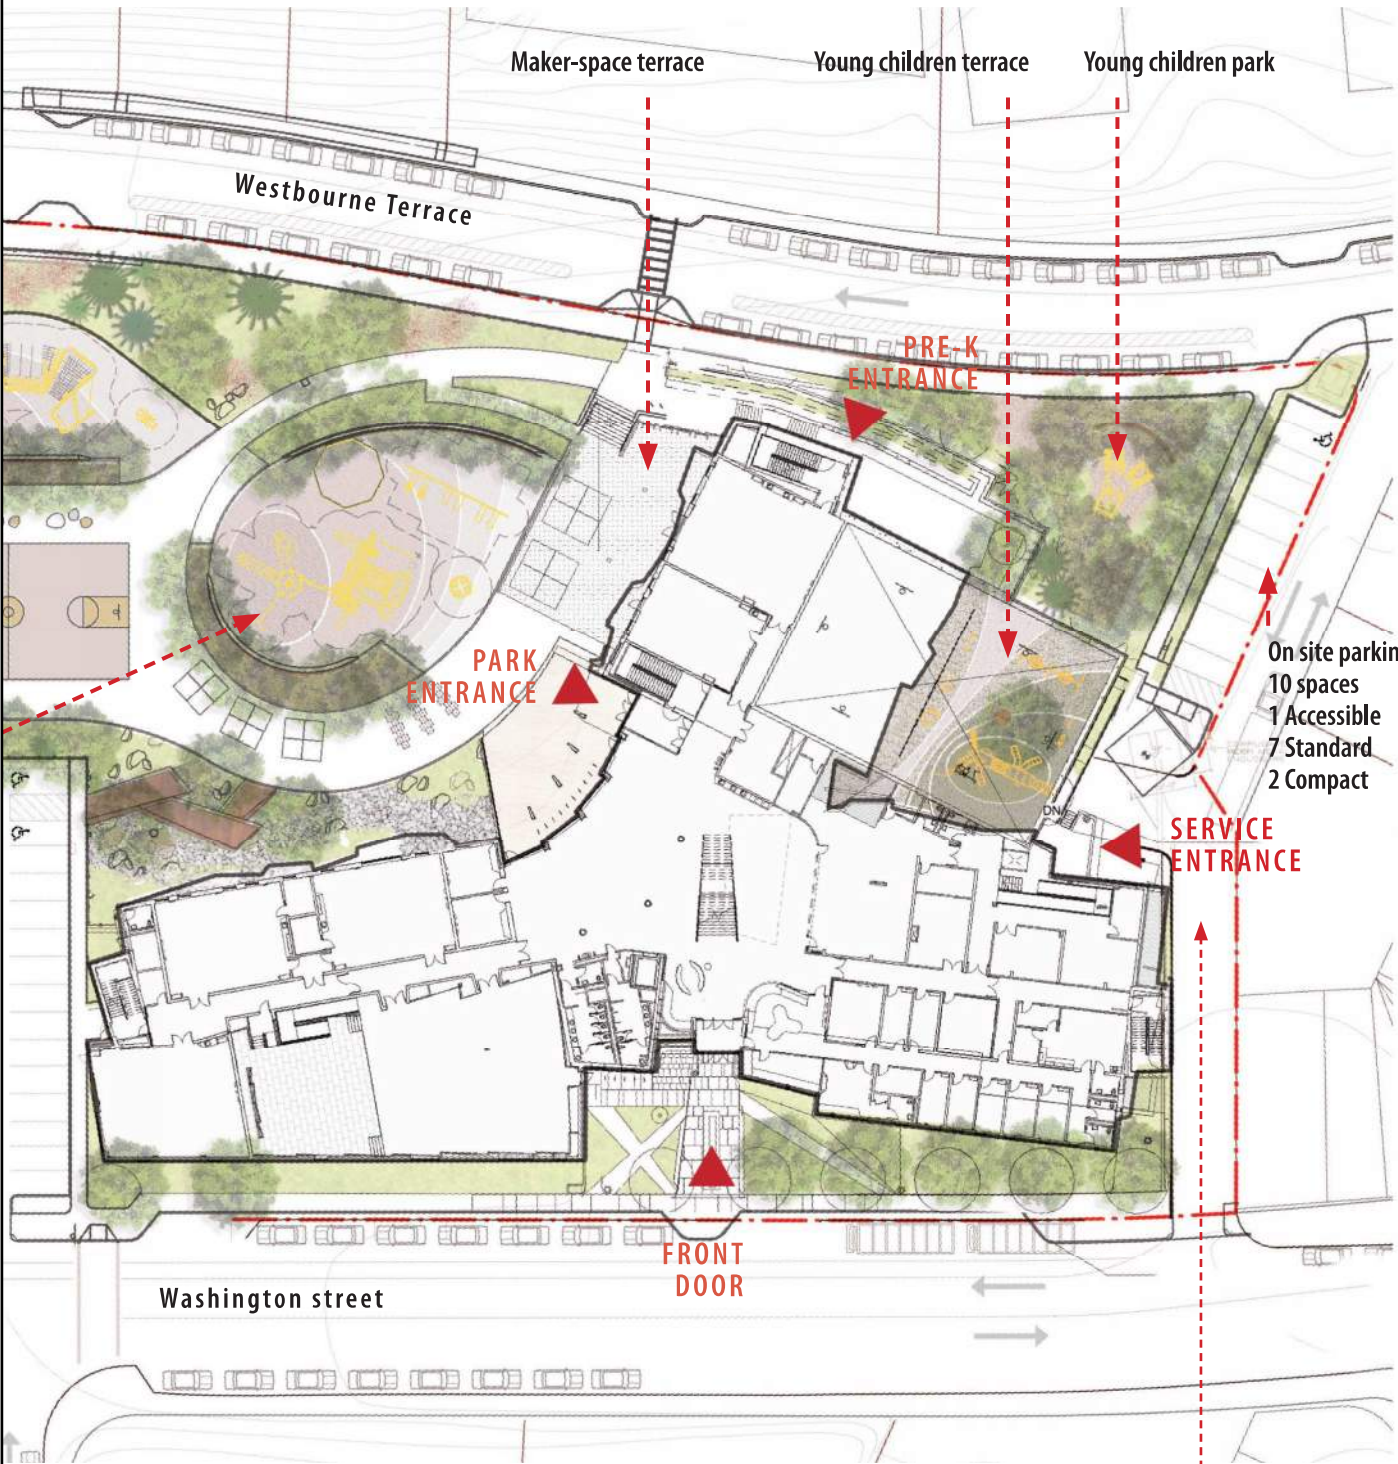 Maker-space terrace
Young children terrace
Young children park
Westbourne Terrace
PRE-K
ENTRANCE
PARK
ENTRANCE
On site parkin
10 spaces
1 Accessible
7 Standard
2 Compact
DN
SERVICE
ENTRANCE
FRONT
DOOR
Washington street